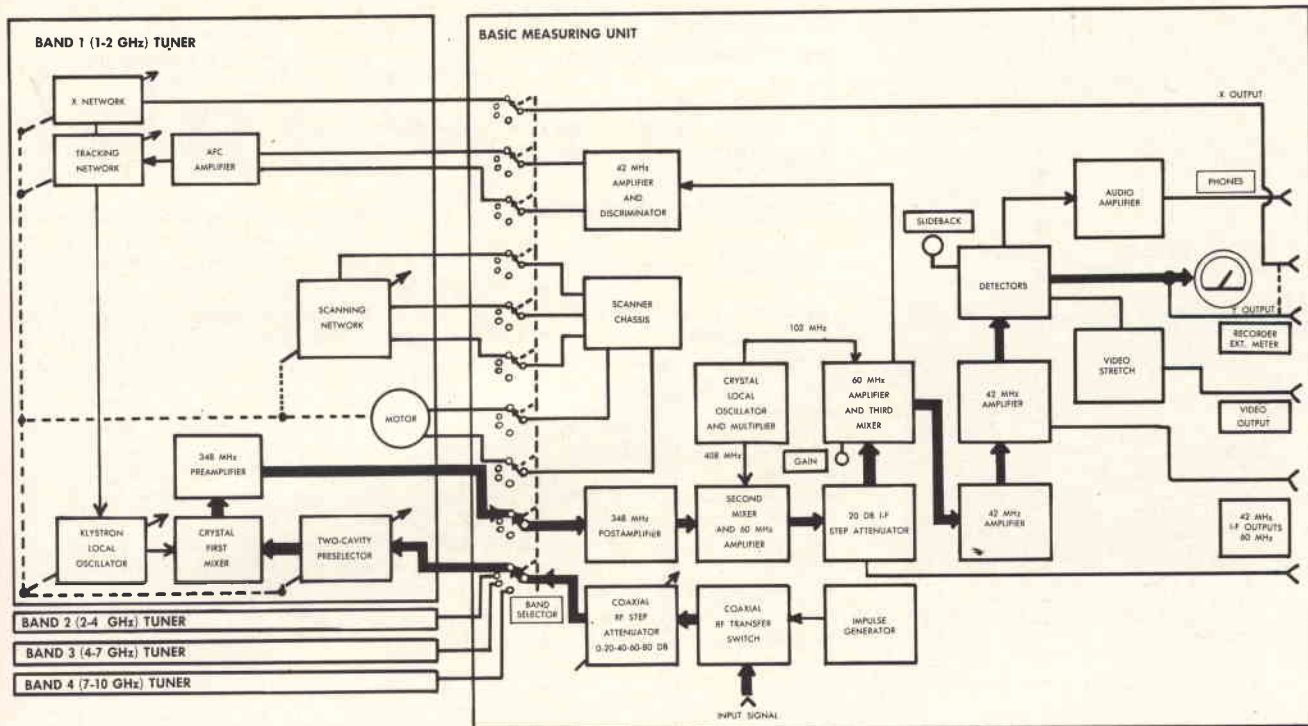 BAND 1 (1-2 GHz) TUNER
X NETWORK
TRACKING
NETWORK
AFC
AMPLIFIER
SCANNING
NETWORK
MOTOR
348 MHz
PREAMPLIFIER
KLYSTRON
LOCAL
OSCILLATOR
CRYSTAL
FIRST
MIXER
TWO-CAVITY
PRESELECTOR
BAND 2 (2-4 GHz) TUNER
BAND 3 (4-7 GHz) TUNER
BAND 4 (7-10 GHz) TUNER
BASIC MEASURING UNIT
X OUTPUT
42 MHz
AMPLIFIER
AND
DISCRIMINATOR
AUDIO
AMPLIFIER
PHONES
SLIDEBACK
DETECTORS
Y OUTPUT
RECORDER
EXT. METER
SCANNER
CHASSIS
102 MHz
CRYSTAL
LOCAL
OSCILLATOR
AND MULTIPLIER
60 MHz
AMPLIFIER
AND THIRD
MIXER
42 MHz
AMPLIFIER
VIDEO
STRETCH
VIDEO
OUTPUT
408 MHz
GAIN
348 MHz
POSTAMPLIFIER
SECOND
MIXER
AND 60 MHz
AMPLIFIER
20 DB I-F
STEP ATTENUATOR
42 MHz
AMPLIFIER
42 MHz
I-F OUTPUTS
60 MHz
BAND
SELECTOR
COAXIAL
RF STEP
ATTENUATOR
0-20-40-60-80 DB
COAXIAL
RF TRANSFER
SWITCH
IMPULSE
GENERATOR
INPUT SIGNAL